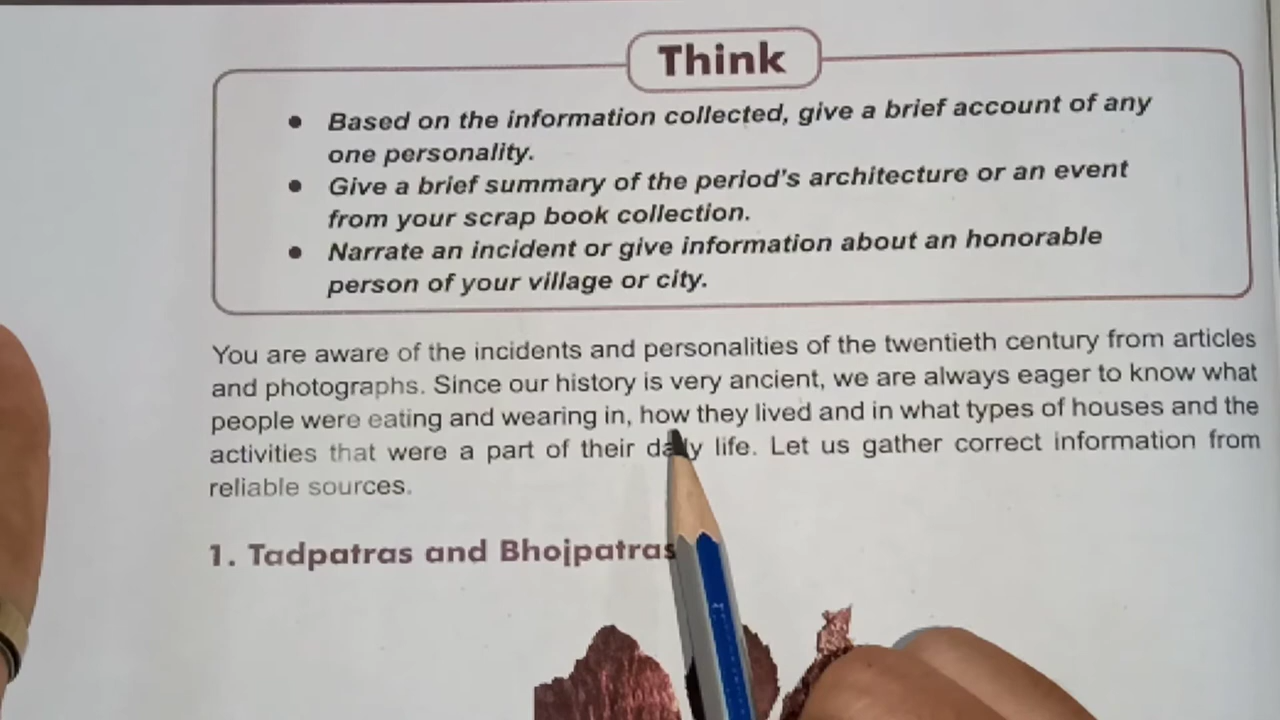 Think
• Based on the information collected, give a brief account of any
one personality.
• Give a brief summary of the period's architecture or an event
from your scrap book collection.
• Narrate an incident or give information about an honorable
person of your village or city.
You are aware of the incidents and personalities of the twentieth century from articles
and photographs. Since our history is very ancient, we are always eager to know what
people were eating and wearing in, how they lived and in what types of houses and the
activities that were a part of their daily life. Let us gather correct information from
reliable sources.
1. Tadpatras and Bhojpatras